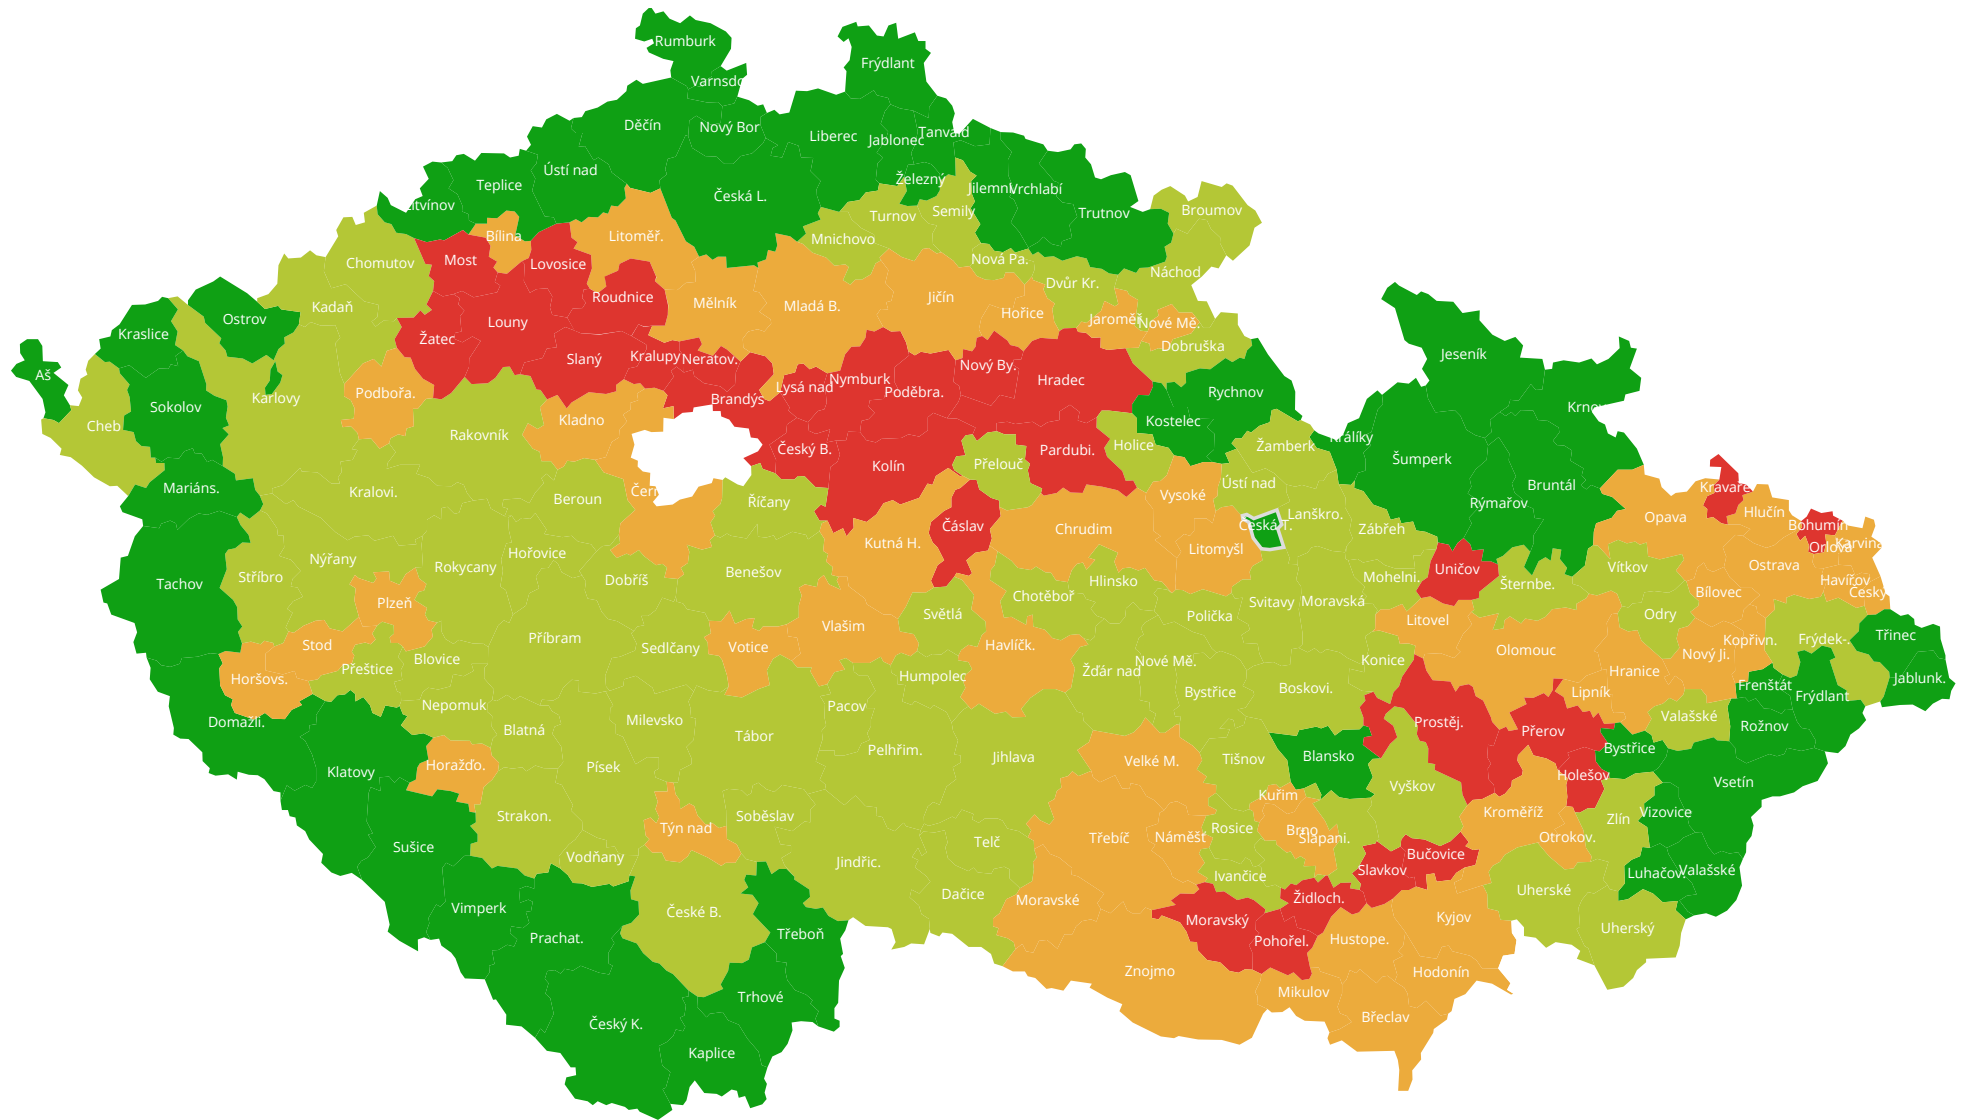 Rumburk
Frýdlant
Varnsdo
Děčín
Nový Bor
Liberec
Jablonec
Tanvald
Ústí nad
Teplice
Česká L.
Železný
Jilemni
Vrchlabí
Trutnov
Broumov
tvínov
Turnov
Semily
Bílina
Litoměř.
Mnichovo
Most
Lovosice
Nová Pa.
Náchod
Chomutov
Roudnice
Mělník
Mladá B.
Jičín
Dvůr Kr.
Kadaň
Hořice
Jaroměř
Nové Mě.
Ostrov
Louny
Kraslice
Žatec
Slaný
Kralupy
Neratov.
Dobruška
Jeseník
Aš
Nový By.
Hradec
Sokolov
Karlovy
Podbořa.
Lysá nad
Nymburk
Poděbra.
Brandýs
Rychnov
Krnov
Cheb
Rakovník
Kladno
Český B.
Kolín
Kostelec
Holice
Pardubi.
Přelouč
Žamberk
Králíky
Šumperk
Mariáns.
Kralovi.
Beroun
Říčany
Vysoké
Ústí nad
Bruntál
Rýmařov
Kravaře
Hlučín
Opava
Bohumín
Čáslav
Chrudim
Lanškro.
Česká T.
Zábřeh
Kutná H.
Litomyšl
Orlová
Karviná
Nýřany
Hořovice
Rokycany
Dobříš
Benešov
Tachov
Stříbro
Hlinsko
Chotěboř
Mohelni.
Uničov
Šternbe.
Vítkov
Ostrava
Havířov
Český
Bílovec
Plzeň
Světlá
Polička
Svitavy
Moravská
Litovel
Odry
Stod
Příbram
Sedlčany
Votice
Vlašim
Havlíčk.
Olomouc
Kopřivn.
Frýdek-
Třinec
Horšovs.
Přeštice
Blovice
Humpolec
Žďár nad
Nové Mě.
Konice
Nový Ji.
Hranice
Jablunk.
Frenštát
Frýdlant
Bystřice
Boskovi.
Lipník
Nepomuk
Pacov
Valašské
Domažli.
Blatná
Milevsko
Tábor
Pelhřim.
Prostěj.
Přerov
Rožnov
Klatovy
Horažďo.
Písek
Jihlava
Velké M.
Tišnov
Blansko
Bystřice
Holešov
Vsetín
Vyškov
Kuřim
Strakon.
Týn nad
Soběslav
Kroměříž
Zlín
Vizovice
Rosice
Brno
Šlapani.
Otrokov.
Sušice
Vodňany
Jindřic.
Telč
Třebíč
Náměšť
Bučovice
Slavkov
Luhačov.
Valašské
Ivančice
Uherské
Vimperk
České B.
Dačice
Moravské
Židloch.
Moravský
Kyjov
Uherský
Prachat.
Třeboň
Pohořel.
Hustope.
Znojmo
Hodonín
Trhové
Mikulov
Český K.
Břeclav
Kaplice